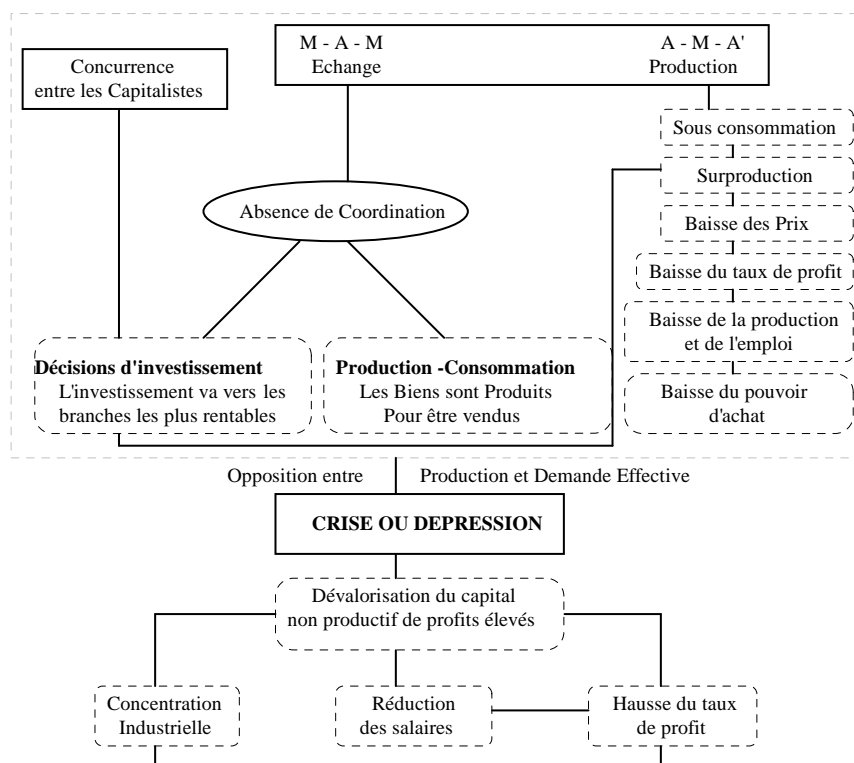 M - A - M
Echange
A - M - A'
Production
Concurrence
entre les Capitalistes
Sous consommation
Surproduction
Absence de Coordination
Baisse des Prix
Baisse du taux de profit
Baisse de la production
et de l'emploi
Baisse du pouvoir
d'achat
Décisions d'investissement
L'investissement va vers les
branches les plus rentables
Production -Consommation
Les Biens sont Produits
Pour être vendus
Opposition entre
Production et Demande Effective
CRISE OU DEPRESSION
Dévalorisation du capital
non productif de profits élevés
Concentration
Industrielle
Réduction
des salaires
Hausse du taux
de profit